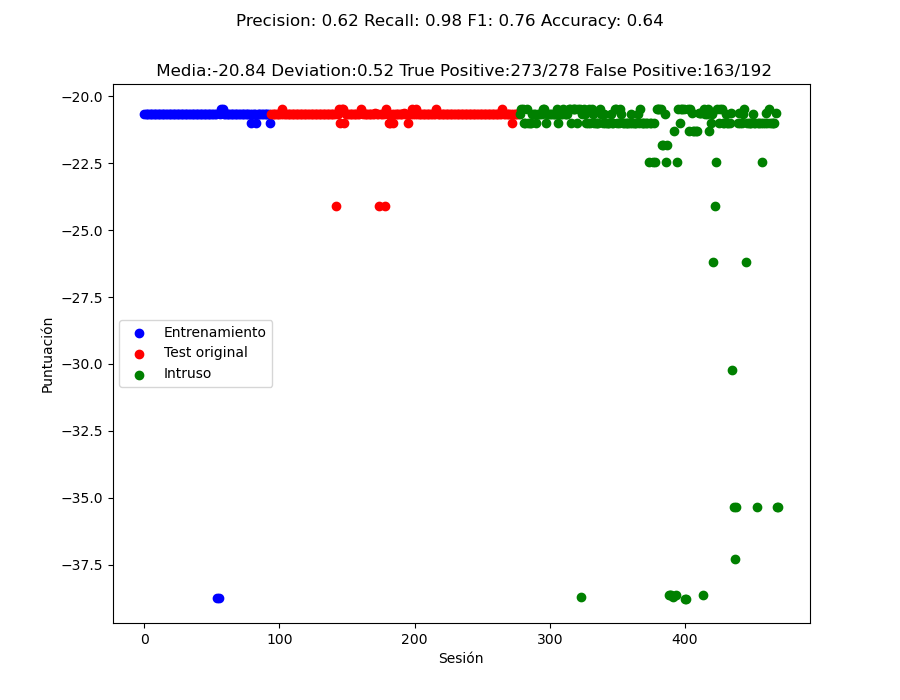 Precision: 0.62 Recall: 0.98 F1: 0.76 Accuracy: 0.64
Media:-20.84 Deviation:0.52 True Positive:273/278 False Positive:163/192
−20.0
−22.5
−25.0
−27.5
−30.0
−32.5
−35.0
−37.5
Puntuación
Entrenamiento
Test original
Intruso
0
100
200
300
400
Sesión